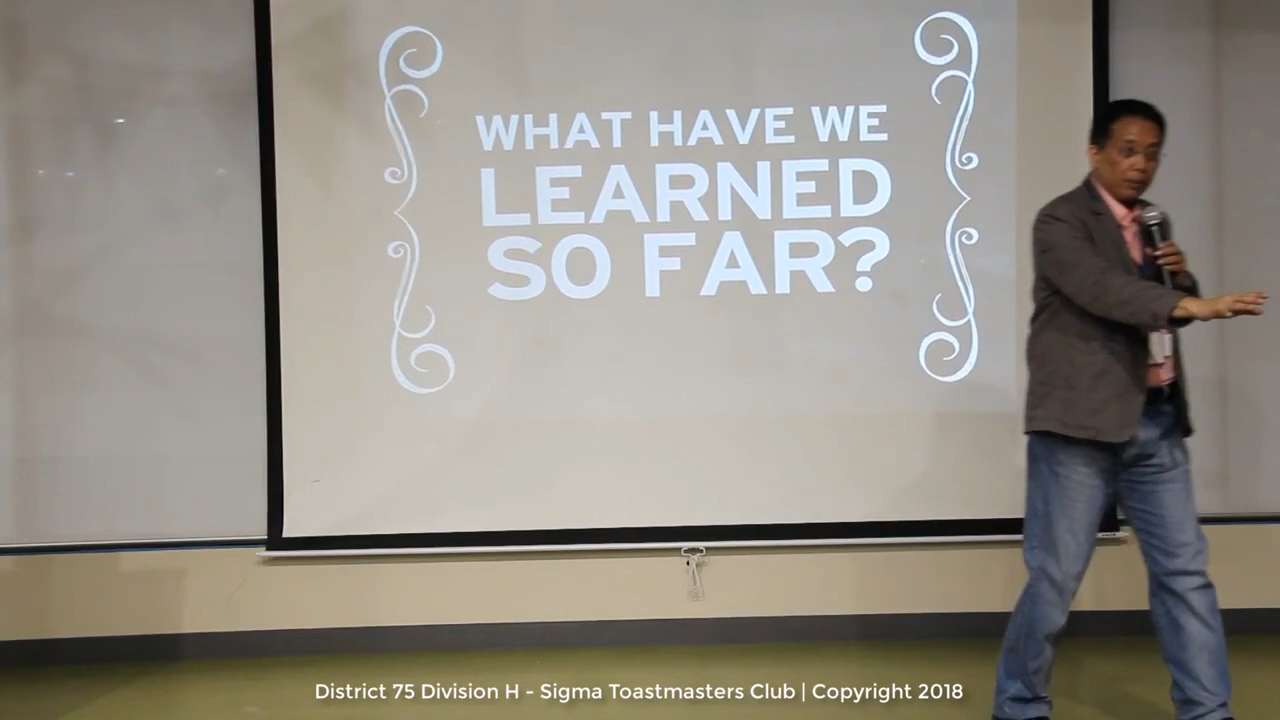 WHAT HAVE WE
LEARNED
SO FAR?
District 75 Division H - Sigma Toastmasters Club | Copyright 2018